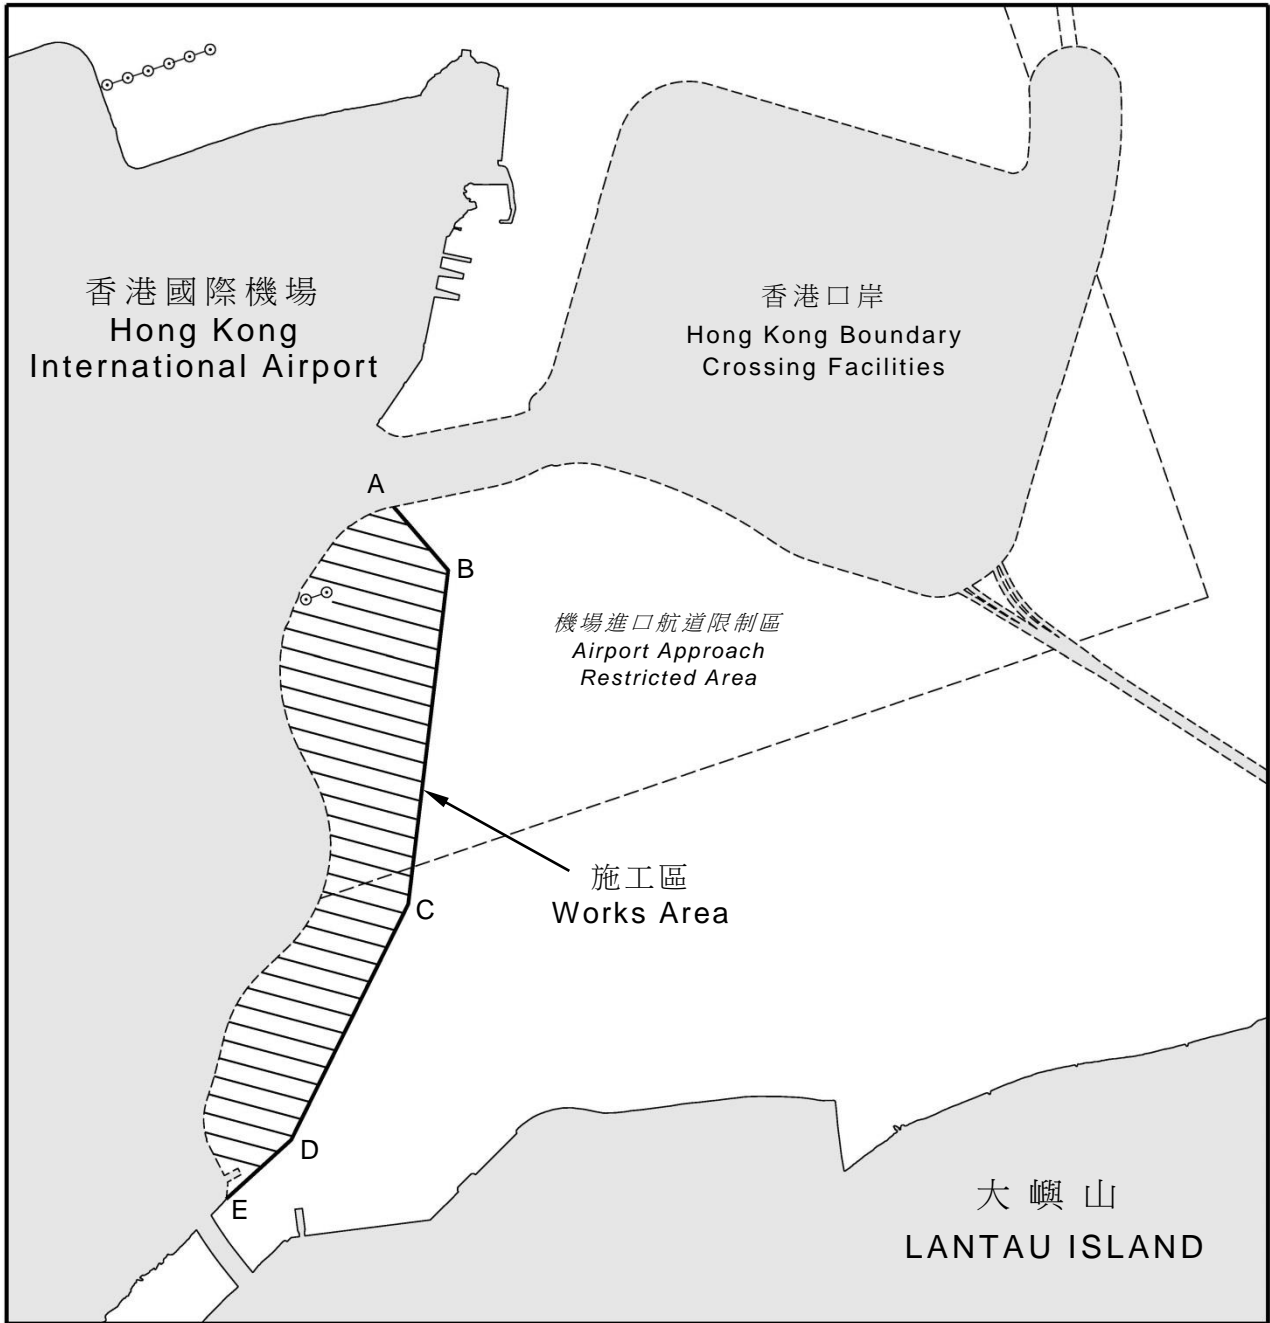 香港國際機場
Hong Kong
International Airport
香港口岸
Hong Kong Boundary
Crossing Facilities
A
B
機場進口航道限制區
Airport Approach
Restricted Area
施工區
Works Area
C
D
E
大嶼山
LANTAU ISLAND